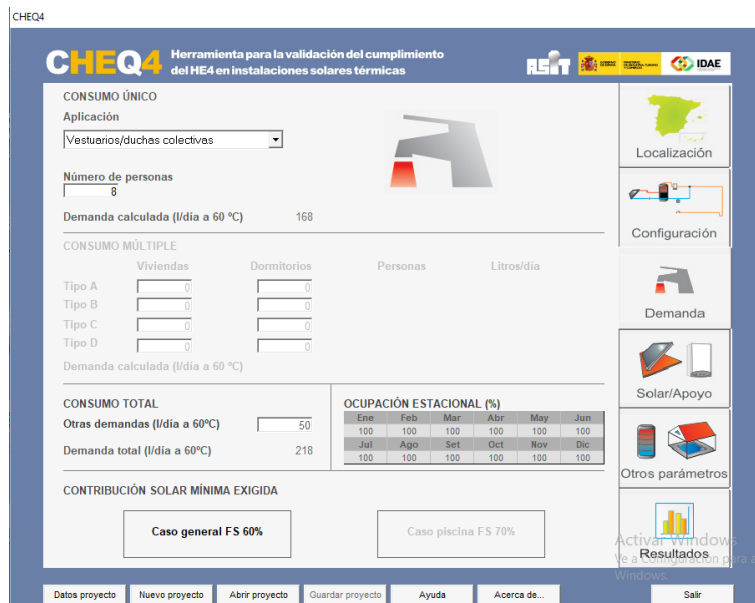 CHEQ4
CHEQ4
Herramienta para la validación del cumplimiento
del HE4 en instalaciones solares térmicas
ASIT
IDAE
CONSUMO ÚNICO
Aplicación
Vestuarios/duchas colectivas
Número de personas
8
Demanda calculada (l/día a 60 ºC) 168
CONSUMO MÚLTIPLE
Viviendas Dormitorios Personas Litros/día
Tipo A 0 0
Tipo B 0 0
Tipo C 0 0
Tipo D 0 0
Demanda calculada (l/día a 60 ºC)
CONSUMO TOTAL
Otras demandas (l/día a 60ºC) 50
Demanda total (l/día a 60ºC) 218
OCUPACIÓN ESTACIONAL (%)
Ene Feb Mar Abr May Jun
100 100 100 100 100 100
Jul Ago Set Oct Nov Dic
100 100 100 100 100 100
CONTRIBUCIÓN SOLAR MÍNIMA EXIGIDA
Caso general FS 60% Caso piscina FS 70%
Localización
Configuración
Demanda
Solar/Apoyo
Otros parámetros
Resultados
Activar Windows
Ve a Configuración para a
Windows.
Datos proyecto Nuevo proyecto Abrir proyecto Guardar proyecto Ayuda Acerca de... Salir